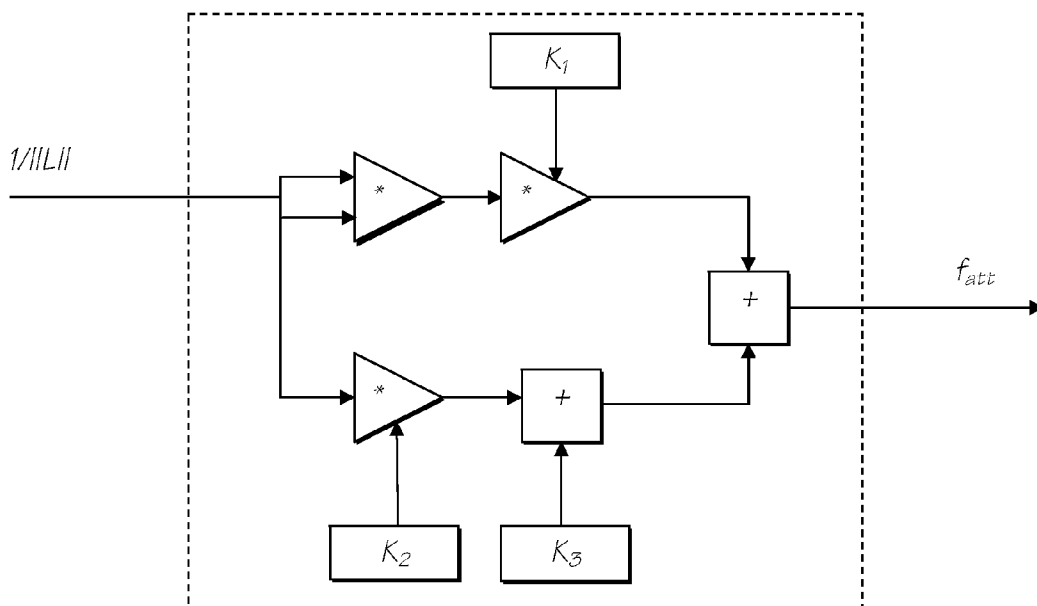 K₁
1/||L||
*
*
+
f_att
*
+
K₂
K₃